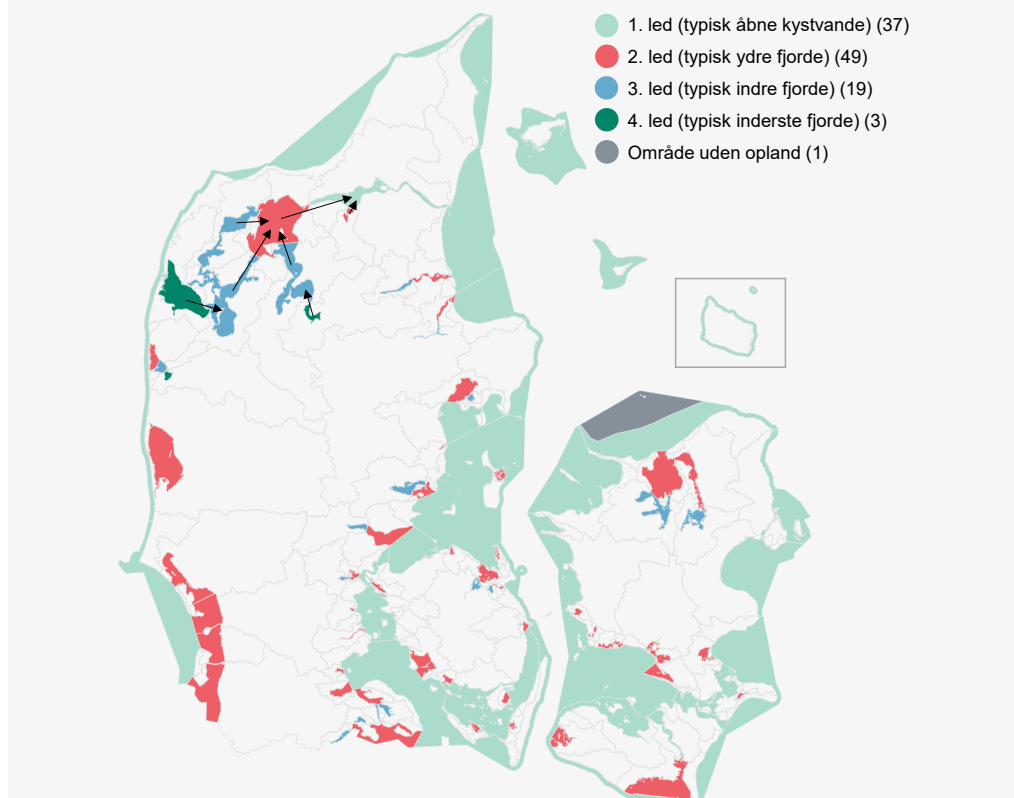 1. led (typisk åbne kystvande) (37)
2. led (typisk ydre fjorde) (49)
3. led (typisk indre fjorde) (19)
4. led (typisk inderste fjorde) (3)
Område uden opland (1)